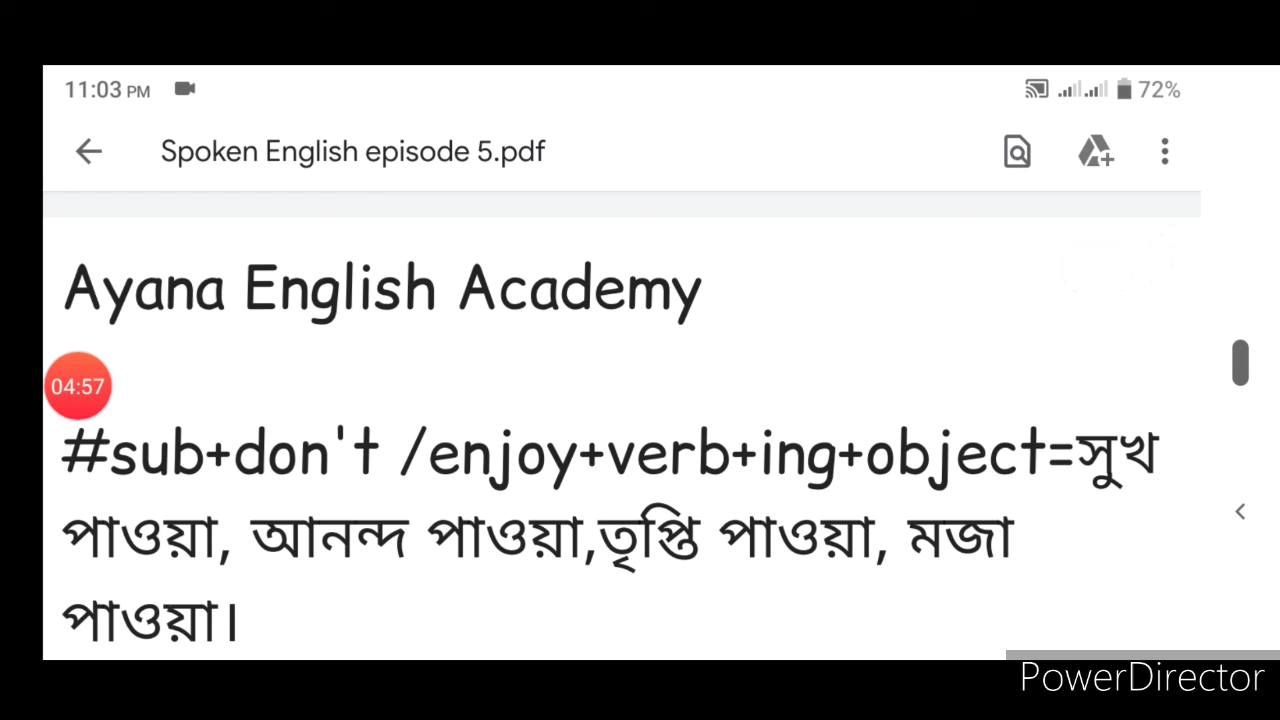 11:03 PM 72%
Spoken English episode 5.pdf
Ayana English Academy
04:57
#sub+don't /enjoy+verb+ing+object=সুখ
পাওয়া, আনন্দ পাওয়া,তৃপ্তি পাওয়া, মজা
পাওয়া।
PowerDirector